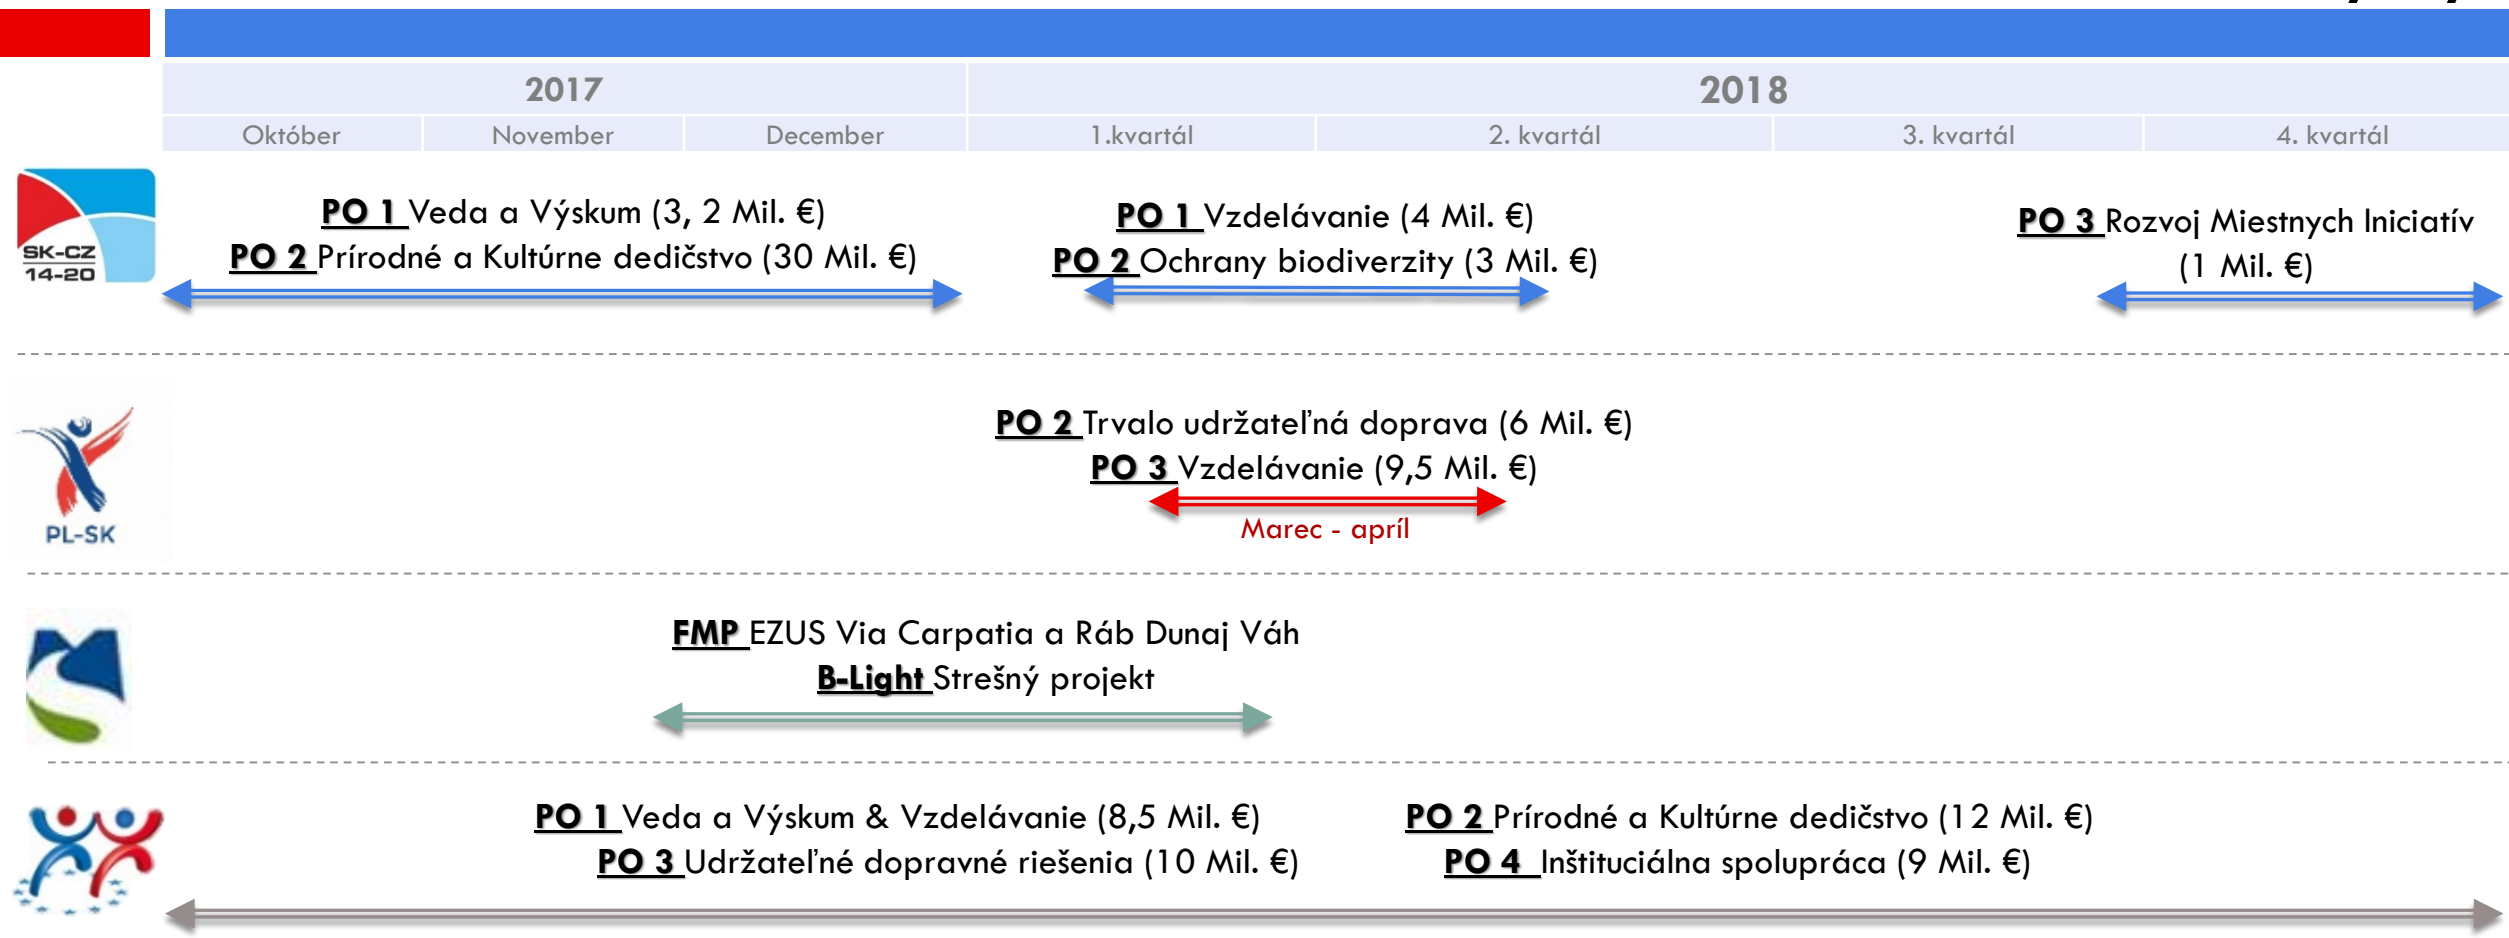 2017
2018
Október
November
December
1.kvartál
2. kvartál
3. kvartál
4. kvartál
SK-CZ
14-20
PO 1 Veda a Výskum (3, 2 Mil. €)
PO 2 Prírodné a Kultúrne dedičstvo (30 Mil. €)
PO 1 Vzdelávanie (4 Mil. €)
PO 2 Ochrany biodiverzity (3 Mil. €)
PO 3 Rozvoj Miestnych Iniciatív
(1 Mil. €)
PL-SK
PO 2 Trvalo udržateľná doprava (6 Mil. €)
PO 3 Vzdelávanie (9,5 Mil. €)
Marec - apríl
FMP EZUS Via Carpatia a Ráb Dunaj Váh
B-Light Strešný projekt
PO 1 Veda a Výskum & Vzdelávanie (8,5 Mil. €)
PO 3 Udržateľné dopravné riešenia (10 Mil. €)
PO 2 Prírodné a Kultúrne dedičstvo (12 Mil. €)
PO 4 Inštituciálna spolupráca (9 Mil. €)